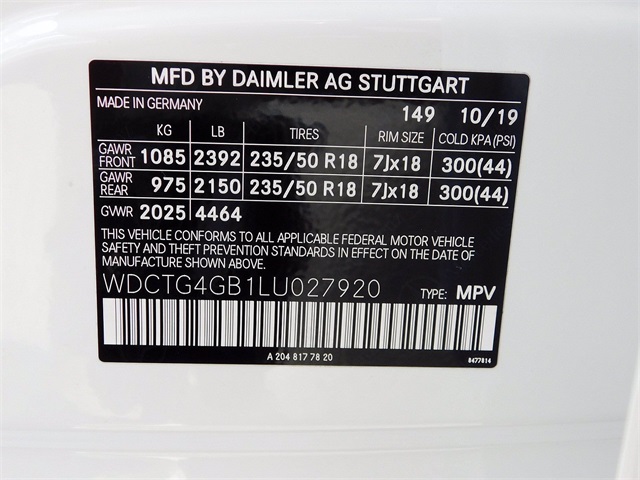 MFD BY DAIMLER AG STUTTGART
MADE IN GERMANY 149 10/19
KG LB TIRES RIM SIZE COLD KPA(PSI)
GAWR FRONT 1085 2392 235/50 R18 7Jx18 300(44)
GAWR REAR 975 2150 235/50 R18 7Jx18 300(44)
GWR 2025 4464
THIS VEHICLE CONFORMS TO ALL APPLICABLE FEDERAL MOTOR VEHICLE
SAFETY AND THEFT PREVENTION STANDARDS IN EFFECT ON THE DATE OF
MANUFACTURE SHOWN ABOVE.
WDCTG4GB1LU027920 TYPE: MPV
A 204 817 78 20 8477814